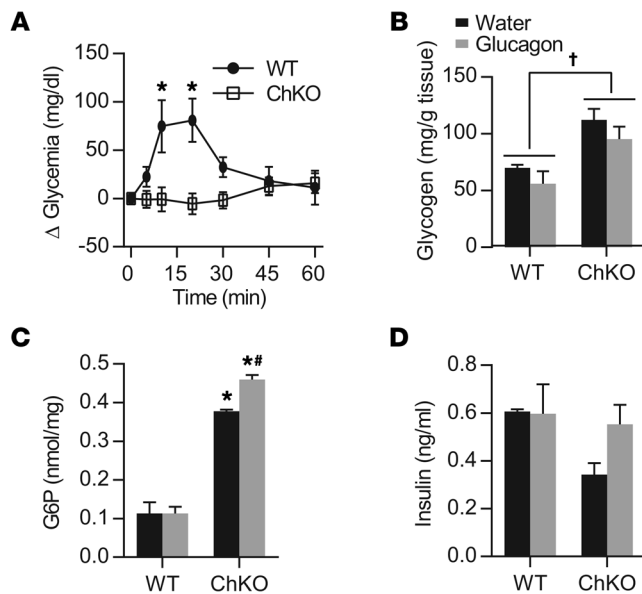 A
150
100
50
0
-50
Δ Glycemia (mg/dl)
* *
WT
ChKO
0 15 30 45 60
Time (min)
B
Water
Glucagon
150
100
50
0
Glycogen (mg/g tissue)
†
WT ChKO
C
0.5
0.4
0.3
0.2
0.1
0.0
G6P (nmol/mg)
*
*#
WT ChKO
D
0.8
0.6
0.4
0.2
0.0
Insulin (ng/ml)
WT ChKO